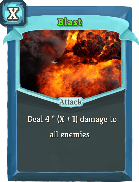 X
Blast
Attack
Deal 4 * (X + 1) damage to
all enemies